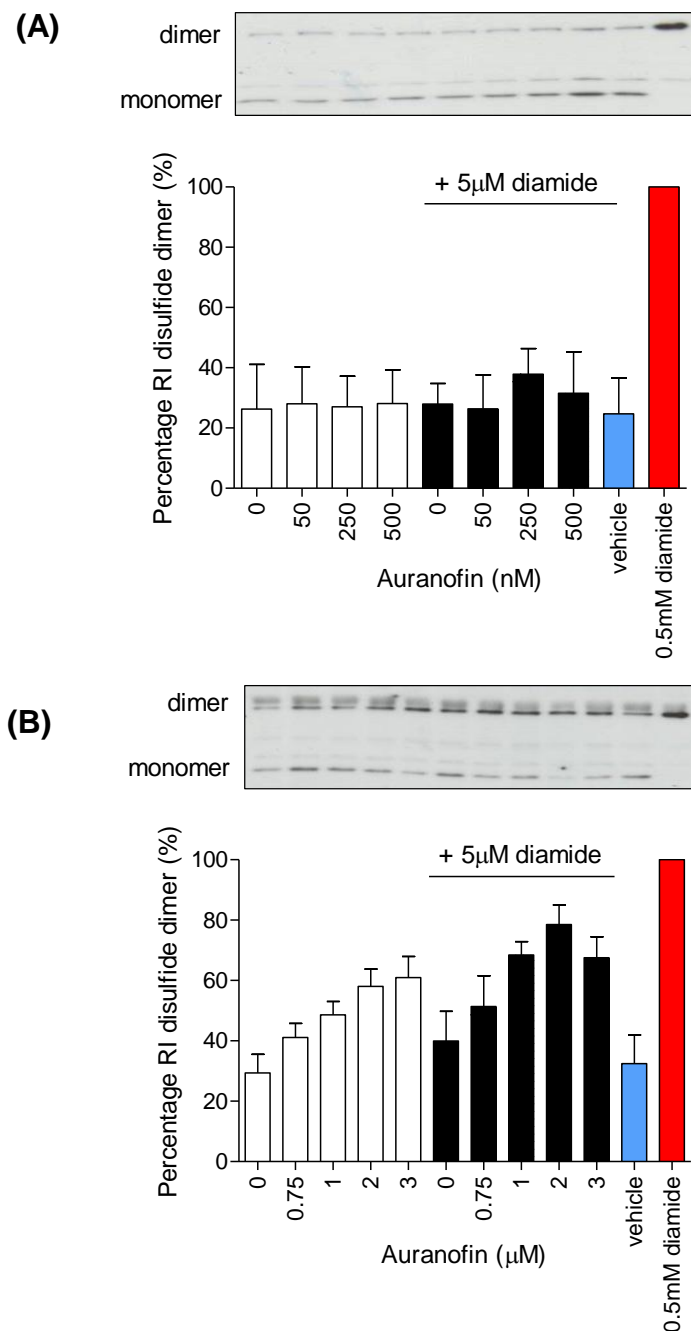 (A)
dimer
monomer
+ 5μM diamide
Percentage RI disulfide dimer (%)
100
80
60
40
20
0
0
50
250
500
0
50
250
500
vehicle
0.5mM diamide
Auranofin (nM)
(B)
dimer
monomer
+ 5μM diamide
Percentage RI disulfide dimer (%)
100
80
60
40
20
0
0
0.75
1
2
3
0
0.75
1
2
3
vehicle
0.5mM diamide
Auranofin (μM)